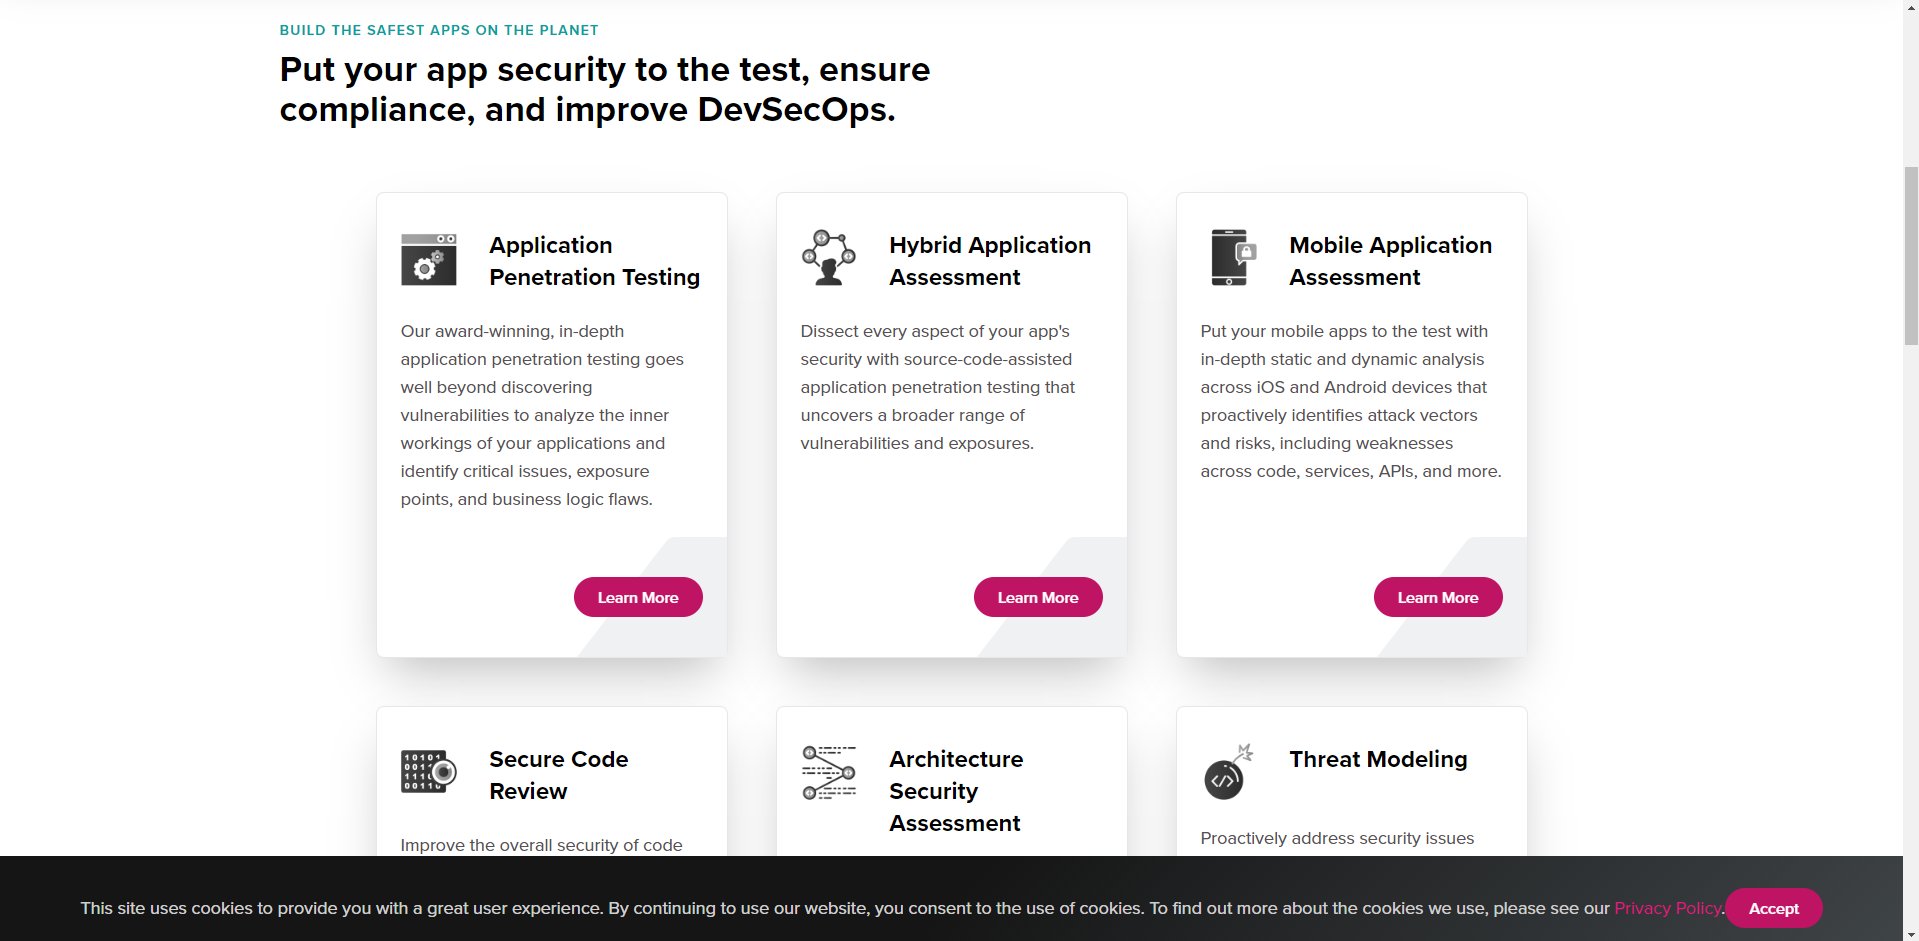 BUILD THE SAFEST APPS ON THE PLANET
Put your app security to the test, ensure
compliance, and improve DevSecOps.
Application
Penetration Testing
Our award-winning, in-depth
application penetration testing goes
well beyond discovering
vulnerabilities to analyze the inner
workings of your applications and
identify critical issues, exposure
points, and business logic flaws.
Learn More
Hybrid Application
Assessment
Dissect every aspect of your app's
security with source-code-assisted
application penetration testing that
uncovers a broader range of
vulnerabilities and exposures.
Learn More
Mobile Application
Assessment
Put your mobile apps to the test with
in-depth static and dynamic analysis
across iOS and Android devices that
proactively identifies attack vectors
and risks, including weaknesses
across code, services, APIs, and more.
Learn More
Secure Code
Review
Improve the overall security of code
Architecture
Security
Assessment
Threat Modeling
Proactively address security issues
This site uses cookies to provide you with a great user experience. By continuing to use our website, you consent to the use of cookies. To find out more about the cookies we use, please see our Privacy Policy.
Accept